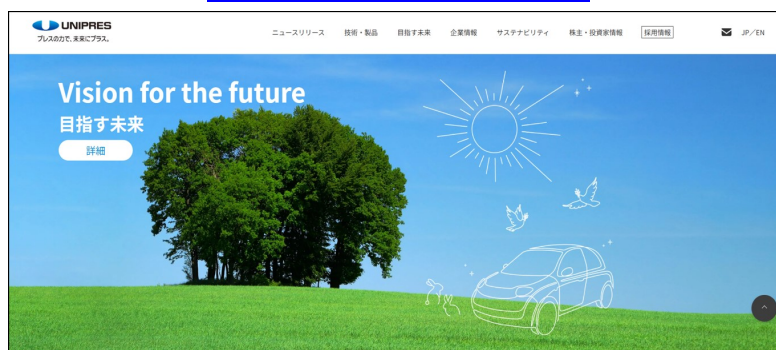 UNIPRES
プレスの力で、未来にプラス。
ニュースリリース 技術・製品 目指す未来 企業情報 サステナビリティ 株主・投資家情報 採用情報 JP/EN
Vision for the future
目指す未来
詳細